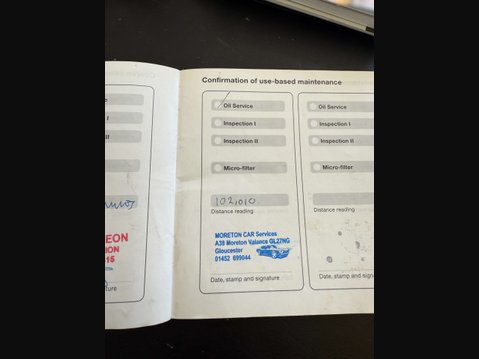 Confirmation of use-based maintenance
Oil Service
Inspection I
Inspection II
Micro-filter
102,010
Distance reading
MORETON CAR Services
A38 Moreton Valance GL27NG
Gloucester
01452 699044
Date, stamp and signature
Oil Service
Inspection I
Inspection II
Micro-filter
Distance reading
Date, stamp and sign